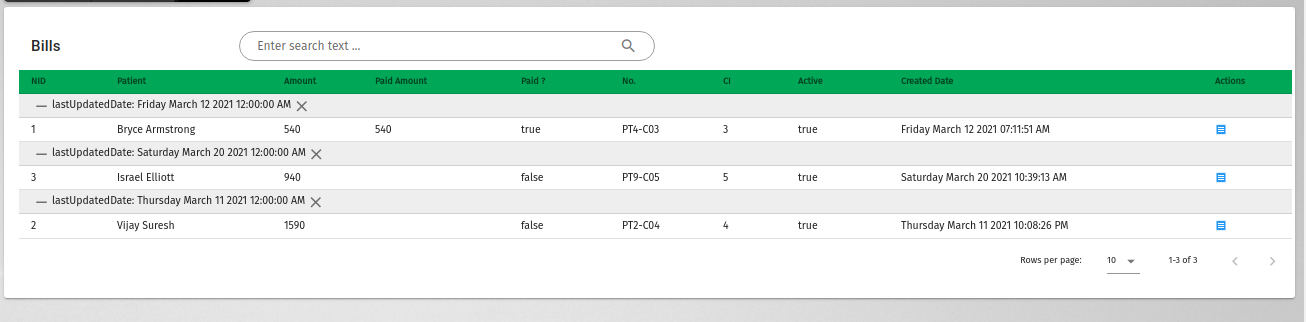 Bills
Enter search text ...
NID Patient Amount Paid Amount Paid ? No. CI Active Created Date Actions
lastUpdatedDate: Friday March 12 2021 12:00:00 AM
1 Bryce Armstrong 540 540 true PT4-C03 3 true Friday March 12 2021 07:11:51 AM
lastUpdatedDate: Saturday March 20 2021 12:00:00 AM
3 Israel Elliott 940 false PT9-C05 5 true Saturday March 20 2021 10:39:13 AM
lastUpdatedDate: Thursday March 11 2021 12:00:00 AM
2 Vijay Suresh 1590 false PT2-C04 4 true Thursday March 11 2021 10:08:26 PM
Rows per page: 10 1-3 of 3